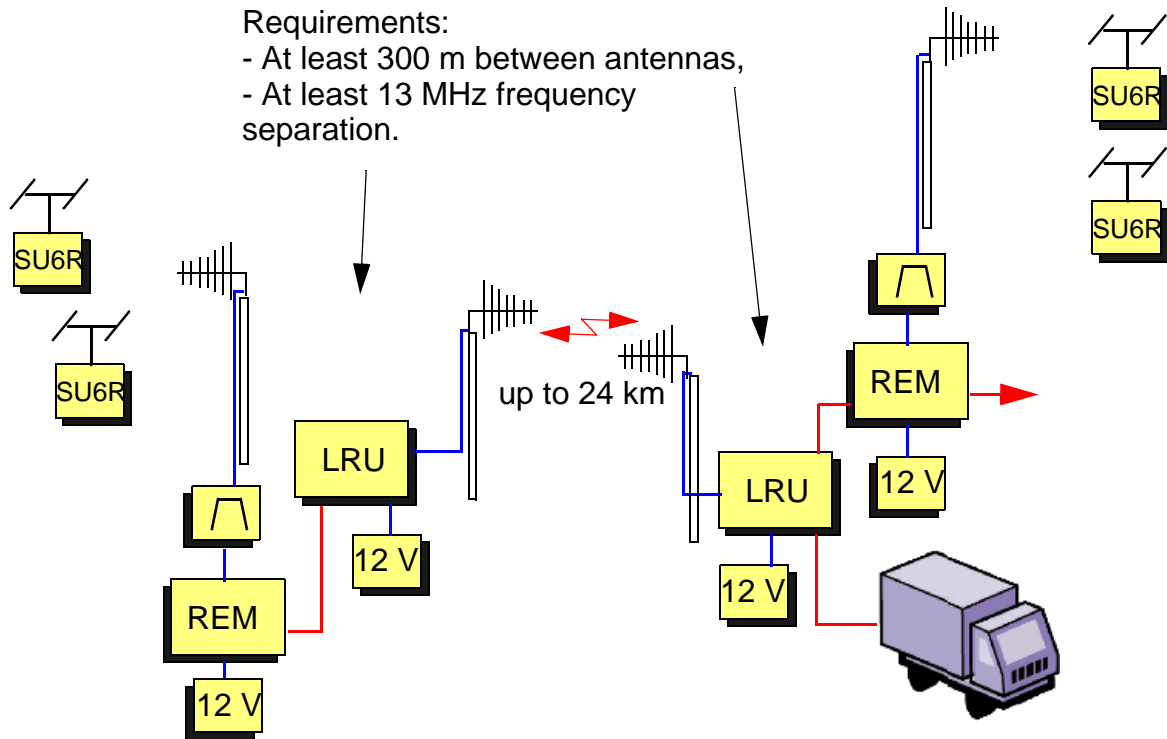 Requirements:
- At least 300 m between antennas,
- At least 13 MHz frequency
separation.
SU6R
SU6R
SU6R
SU6R
up to 24 km
REM
LRU
LRU
12 V
12 V
12 V
REM
12 V